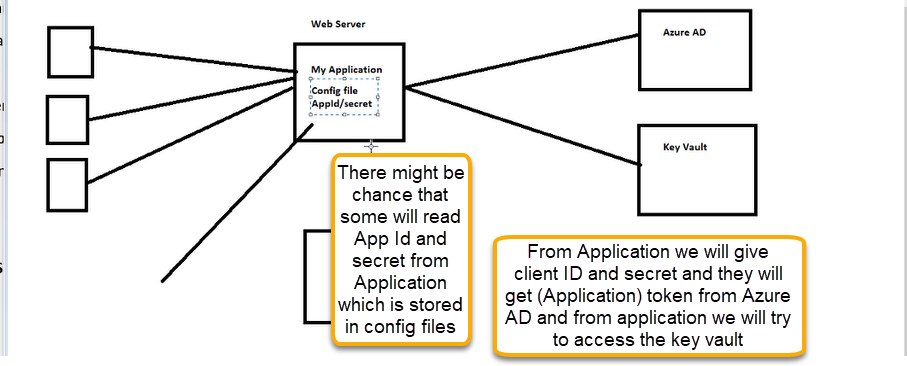 Web Server
My Application
Config file
AppId/secret
Azure AD
Key Vault
There might be
chance that
some will read
App Id and
secret from
Application
which is stored
in config files
From Application we will give
client ID and secret and they will
get (Application) token from Azure
AD and from application we will try
to access the key vault